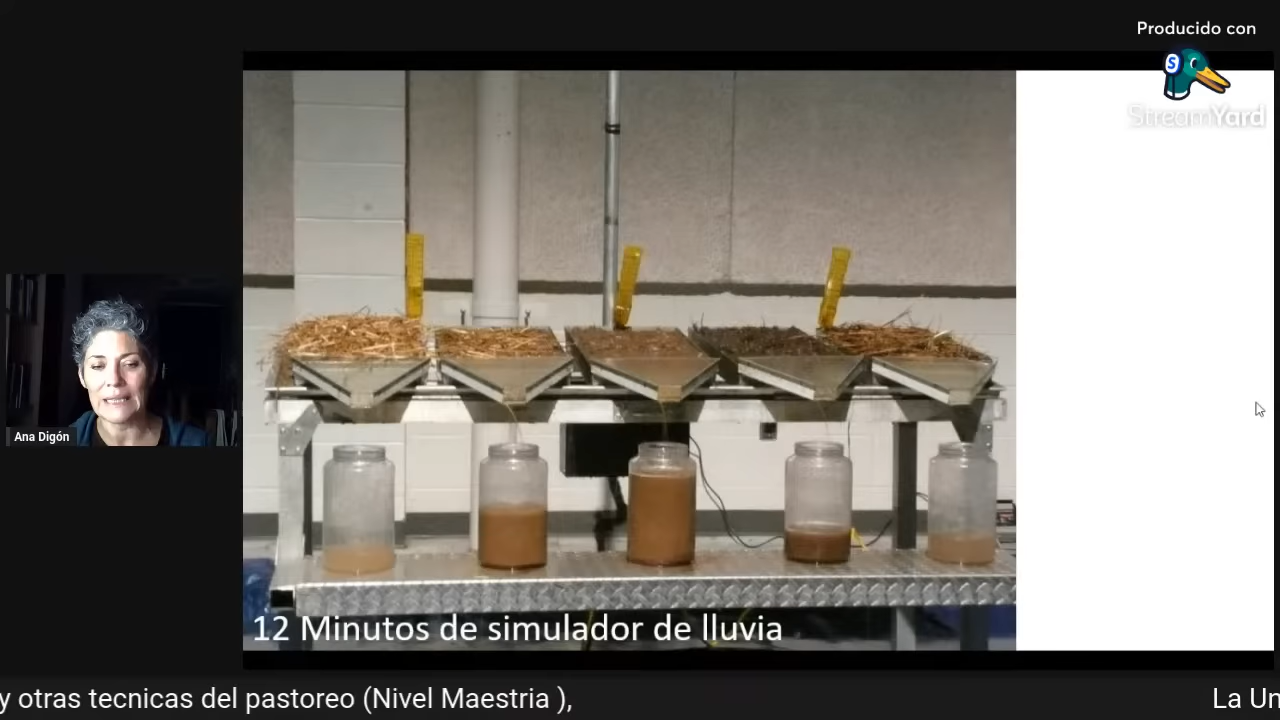 Producido con
StreamYard
Ana Digón
12 Minutos de simulador de lluvia
y otras tecnicas del pastoreo (Nivel Maestria ),
La Un